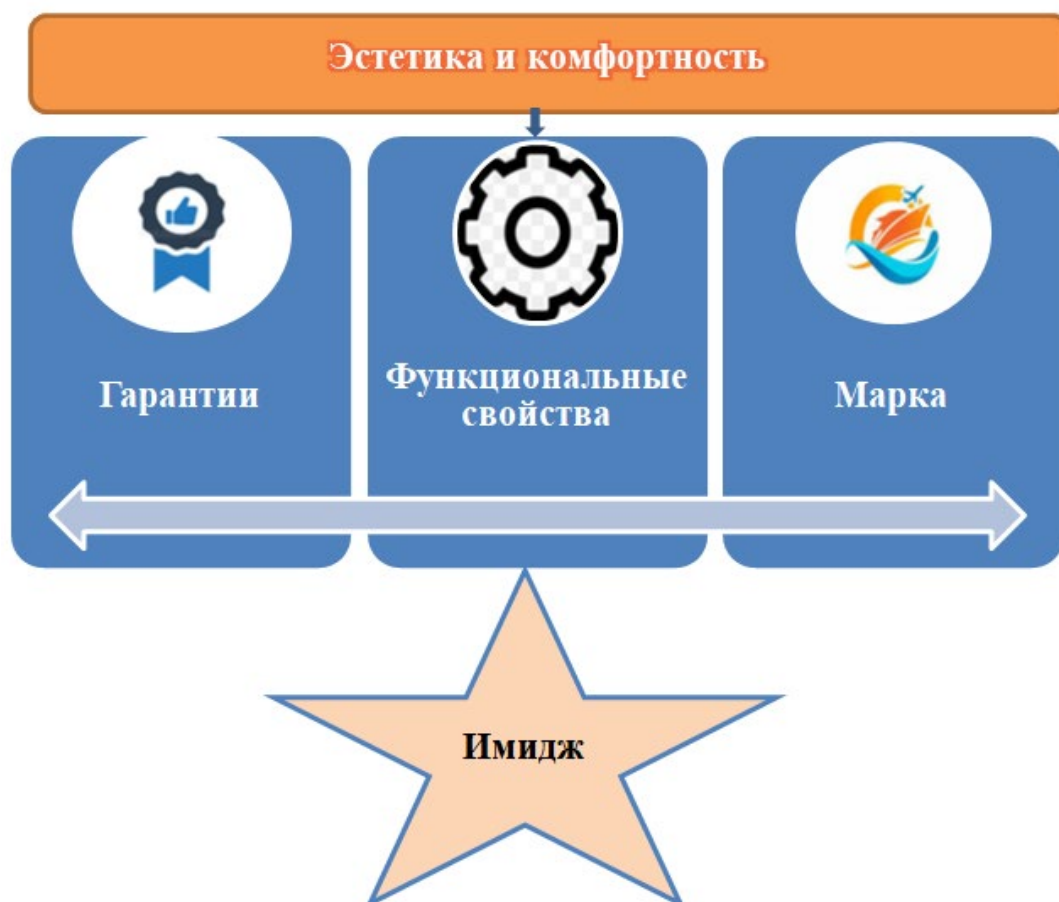 Эстетика и комфортность
Гарантии
Функциональные
свойства
Марка
Имидж